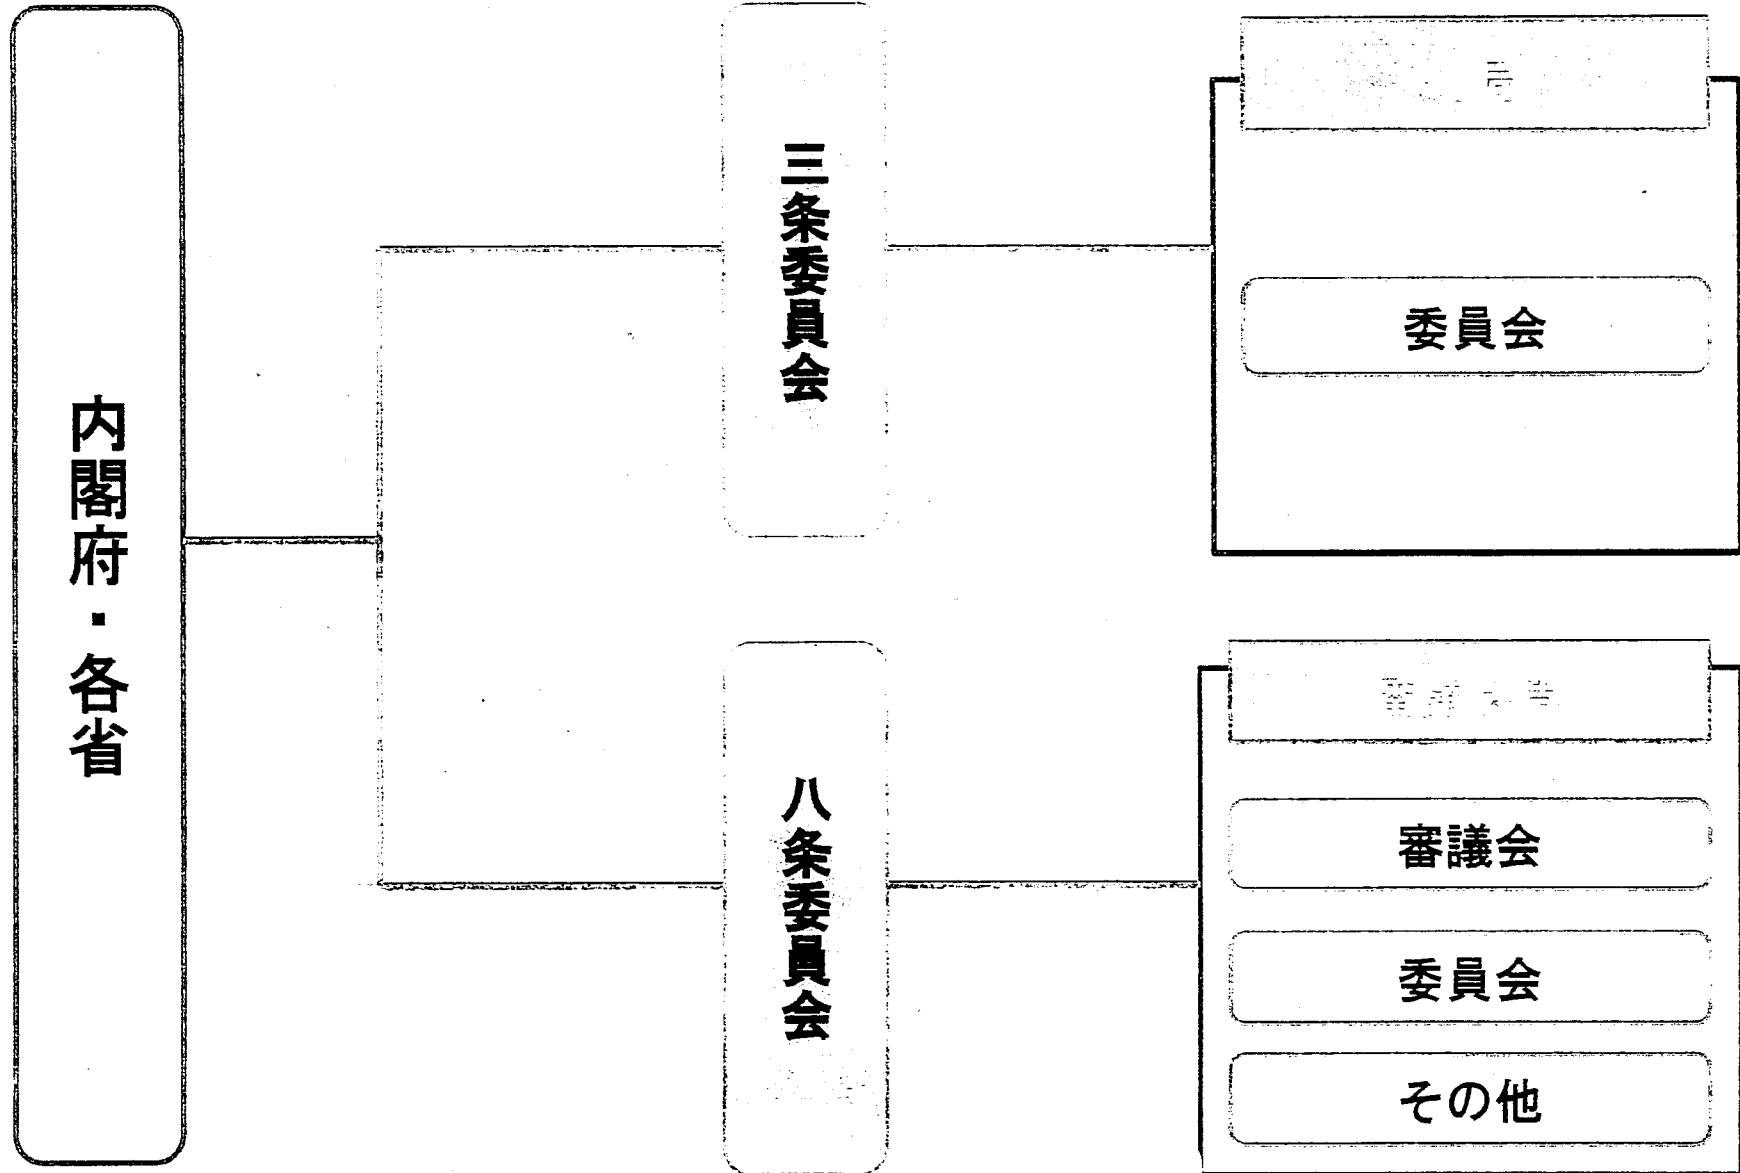 内閣府・各省
三条委員会
委員会
八条委員会
審議会
委員会
その他